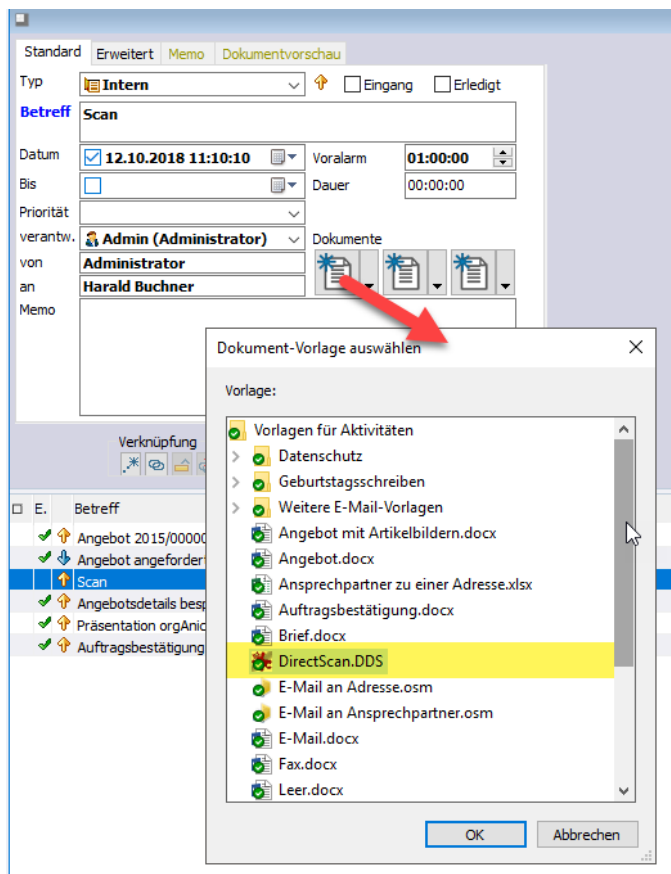 Standard Erweitert Memo Dokumentvorschau
Typ Intern Eingang Erledigt
Betreff Scan
Datum 12.10.2018 11:10:10 Voralarm 01:00:00
Bis Dauer 00:00:00
Priorität
verantw. Admin (Administrator) Dokumente
von Administrator
an Harald Buchner
Memo
Dokument-Vorlage auswählen
Vorlage:
Vorlagen für Aktivitäten
Datenschutz
Geburtstagsschreiben
Weitere E-Mail-Vorlagen
Angebot mit Artikelbildern.docx
Angebot.docx
Ansprechpartner zu einer Adresse.xlsx
Auftragsbestätigung.docx
Brief.docx
DirectScan.DDS
E-Mail an Adresse.osm
E-Mail an Ansprechpartner.osm
E-Mail.docx
Fax.docx
Leer.docx
OK Abbrechen
Verknüpfung
E. Betreff
Angebot 2015/0000
Angebot angefordert
Scan
Angebotsdetails besp
Präsentation orgAnic
Auftragsbestätigung